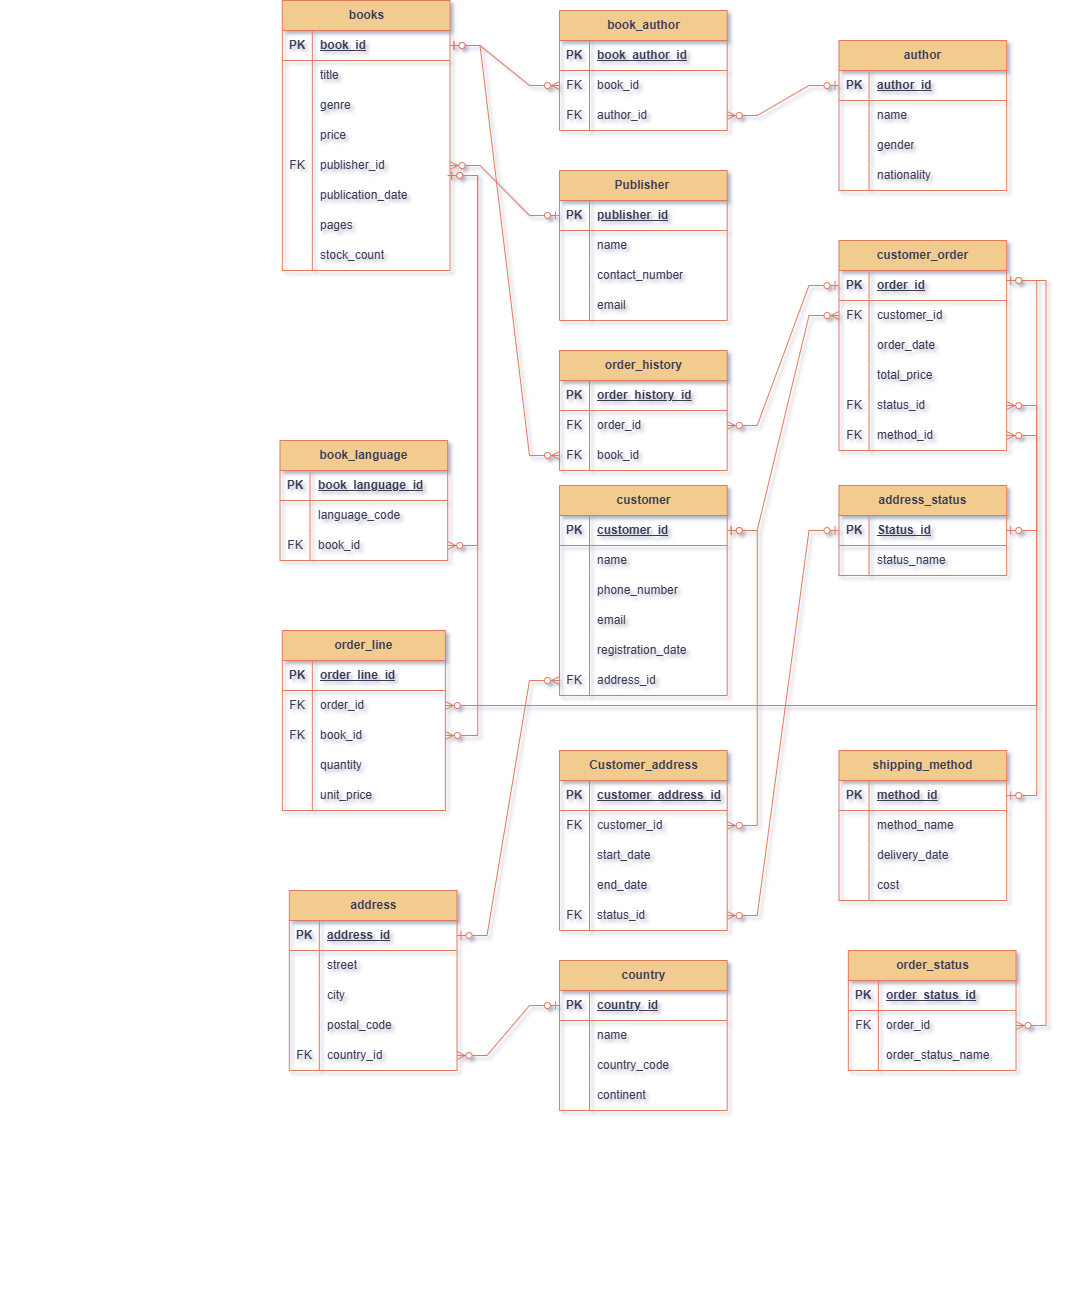 books
PK book_id
title
genre
price
FK publisher_id
publication_date
pages
stock_count
book_author
PK book_author_id
FK book_id
FK author_id
author
PK author_id
name
gender
nationality
Publisher
PK publisher_id
name
contact_number
email
customer_order
PK order_id
FK customer_id
order_date
total_price
FK status_id
FK method_id
order_history
PK order_history_id
FK order_id
FK book_id
book_language
PK book_language_id
language_code
FK book_id
customer
PK customer_id
name
phone_number
email
registration_date
FK address_id
address_status
PK Status_id
status_name
order_line
PK order_line_id
FK order_id
FK book_id
quantity
unit_price
Customer_address
PK customer_address_id
FK customer_id
start_date
end_date
FK status_id
shipping_method
PK method_id
method_name
delivery_date
cost
address
PK address_id
street
city
postal_code
FK country_id
country
PK country_id
name
country_code
continent
order_status
PK order_status_id
FK order_id
order_status_name